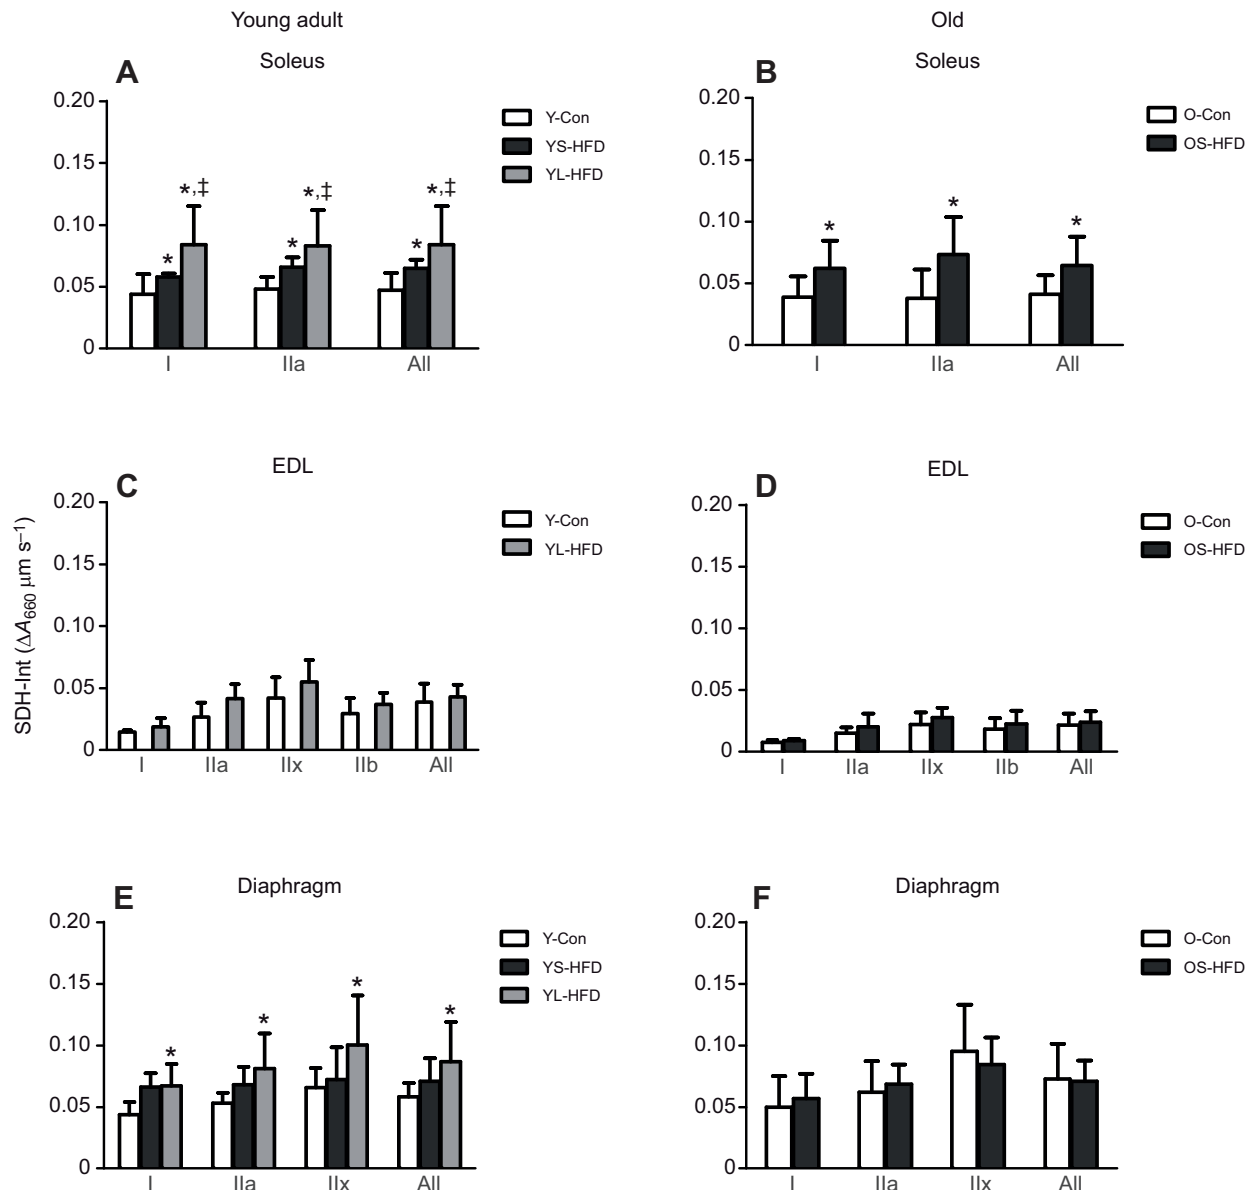 Young adult
Old
A
Soleus
0.20
0.15
0.10
0.05
0
*
*,‡
*
*,‡
*
*,‡
I
IIa
All
Y-Con
YS-HFD
YL-HFD
B
Soleus
0.20
0.15
0.10
0.05
0
*
*
*
I
IIa
All
O-Con
OS-HFD
SDH-Int (ΔA660 μm s–1)
C
EDL
0.20
0.15
0.10
0.05
0
I
IIa
IIx
IIb
All
Y-Con
YL-HFD
D
EDL
0.20
0.15
0.10
0.05
0
I
IIa
IIx
IIb
All
O-Con
OS-HFD
E
Diaphragm
0.20
0.15
0.10
0.05
0
*
*
*
*
I
IIa
IIx
All
Y-Con
YS-HFD
YL-HFD
F
Diaphragm
0.20
0.15
0.10
0.05
0
I
IIa
IIx
All
O-Con
OS-HFD